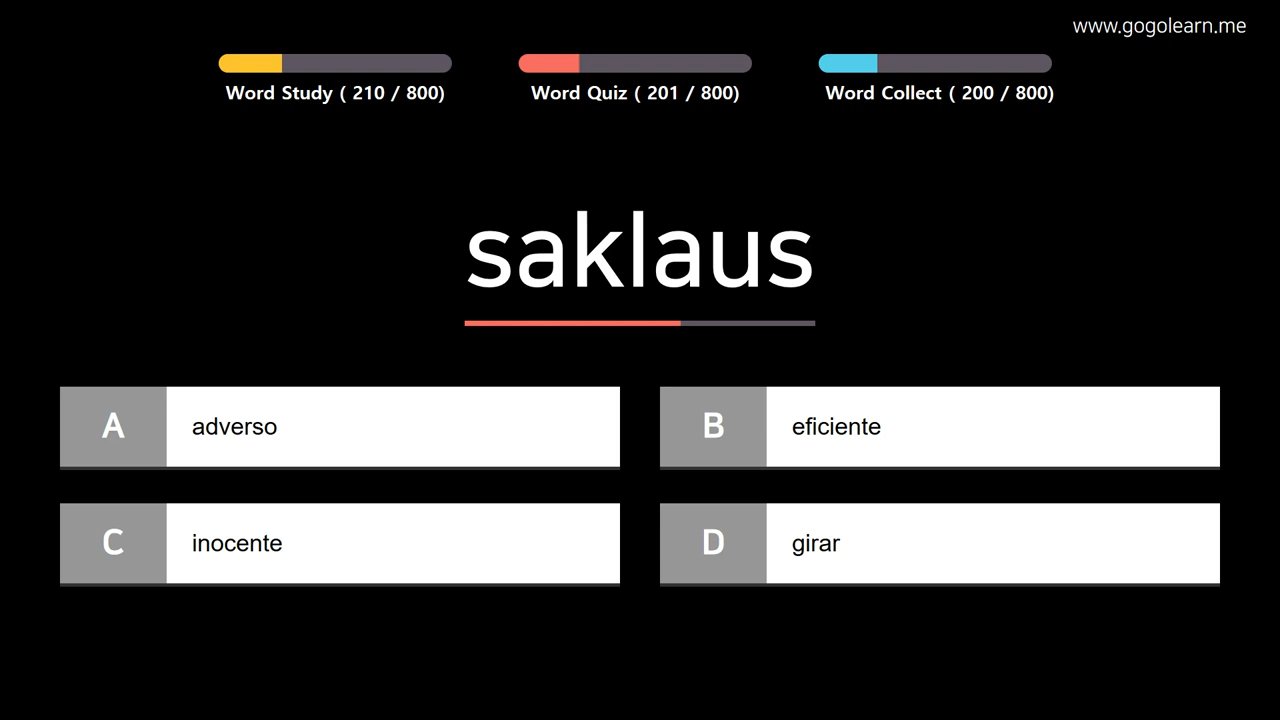 www.gogolearn.me
Word Study ( 210 / 800)
Word Quiz ( 201 / 800)
Word Collect ( 200 / 800)
saklaus
A adverso
B eficiente
C inocente
D girar